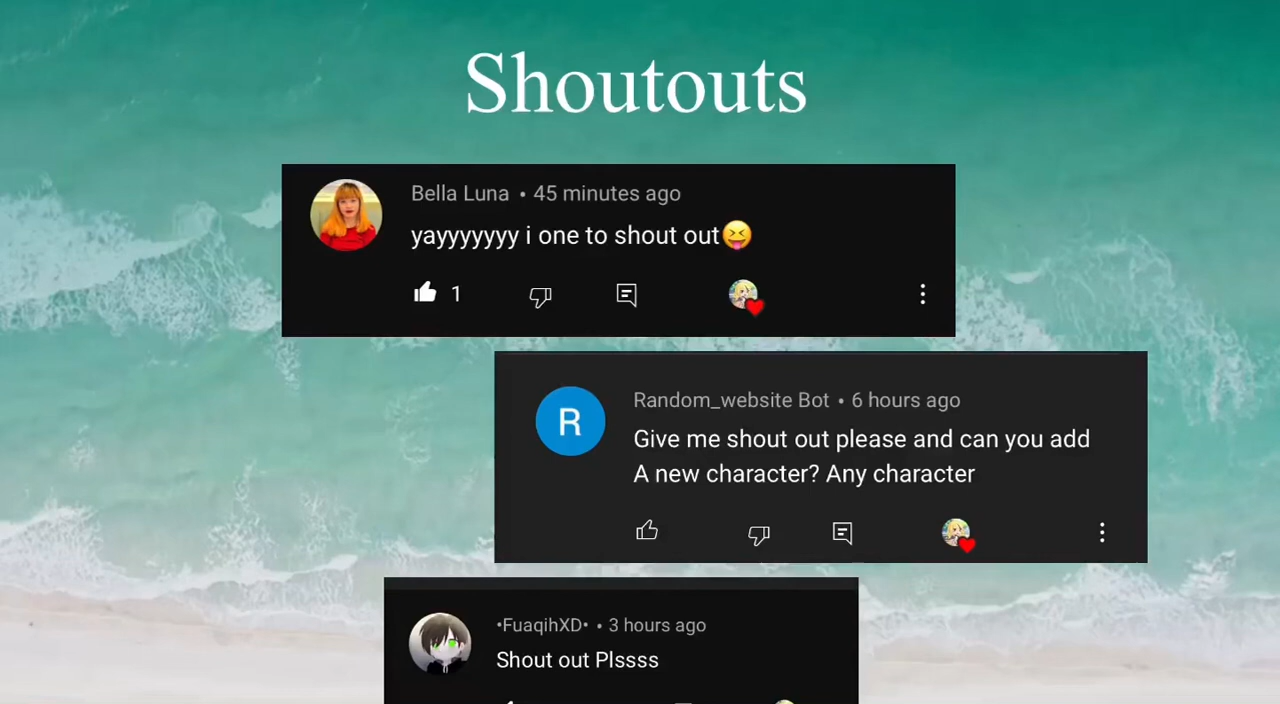 Shoutouts
Bella Luna • 45 minutes ago
yayyyyyyy i one to shout out😝
1
R
Random_website Bot • 6 hours ago
Give me shout out please and can you add
A new character? Any character
•FuaqihXD• • 3 hours ago
Shout out Plssss